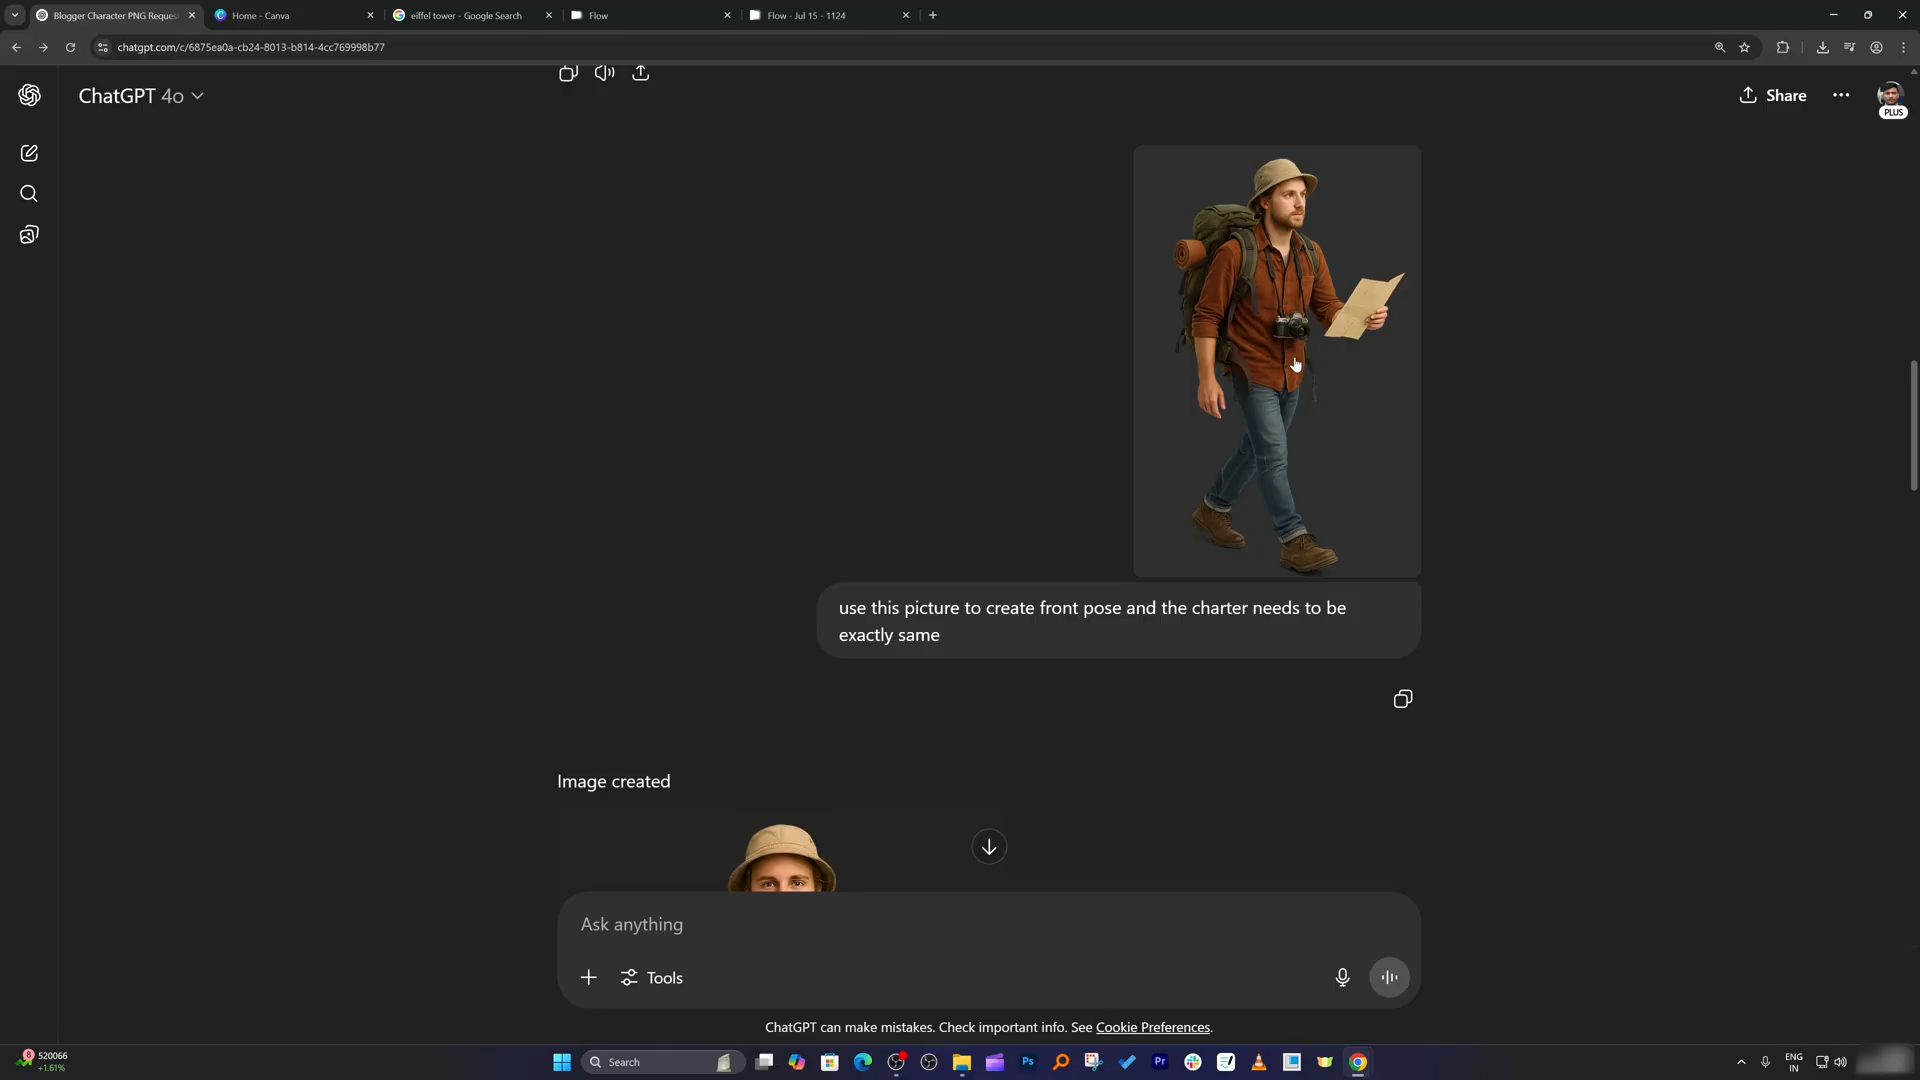 Blogger Character PNG Reques
Home - Canva
eiffel tower - Google Search
Flow
Flow - Jul 15 - 1124
chatgpt.com/c/6875ea0a-cb24-8013-b814-4cc769998b77
ChatGPT 4o
Share
PLUS
use this picture to create front pose and the charter needs to be
exactly same
Image created
Ask anything
Tools
ChatGPT can make mistakes. Check important info. See Cookie Preferences.
8
520066
+1.61%
Search
Ps
Pr
ENG
IN